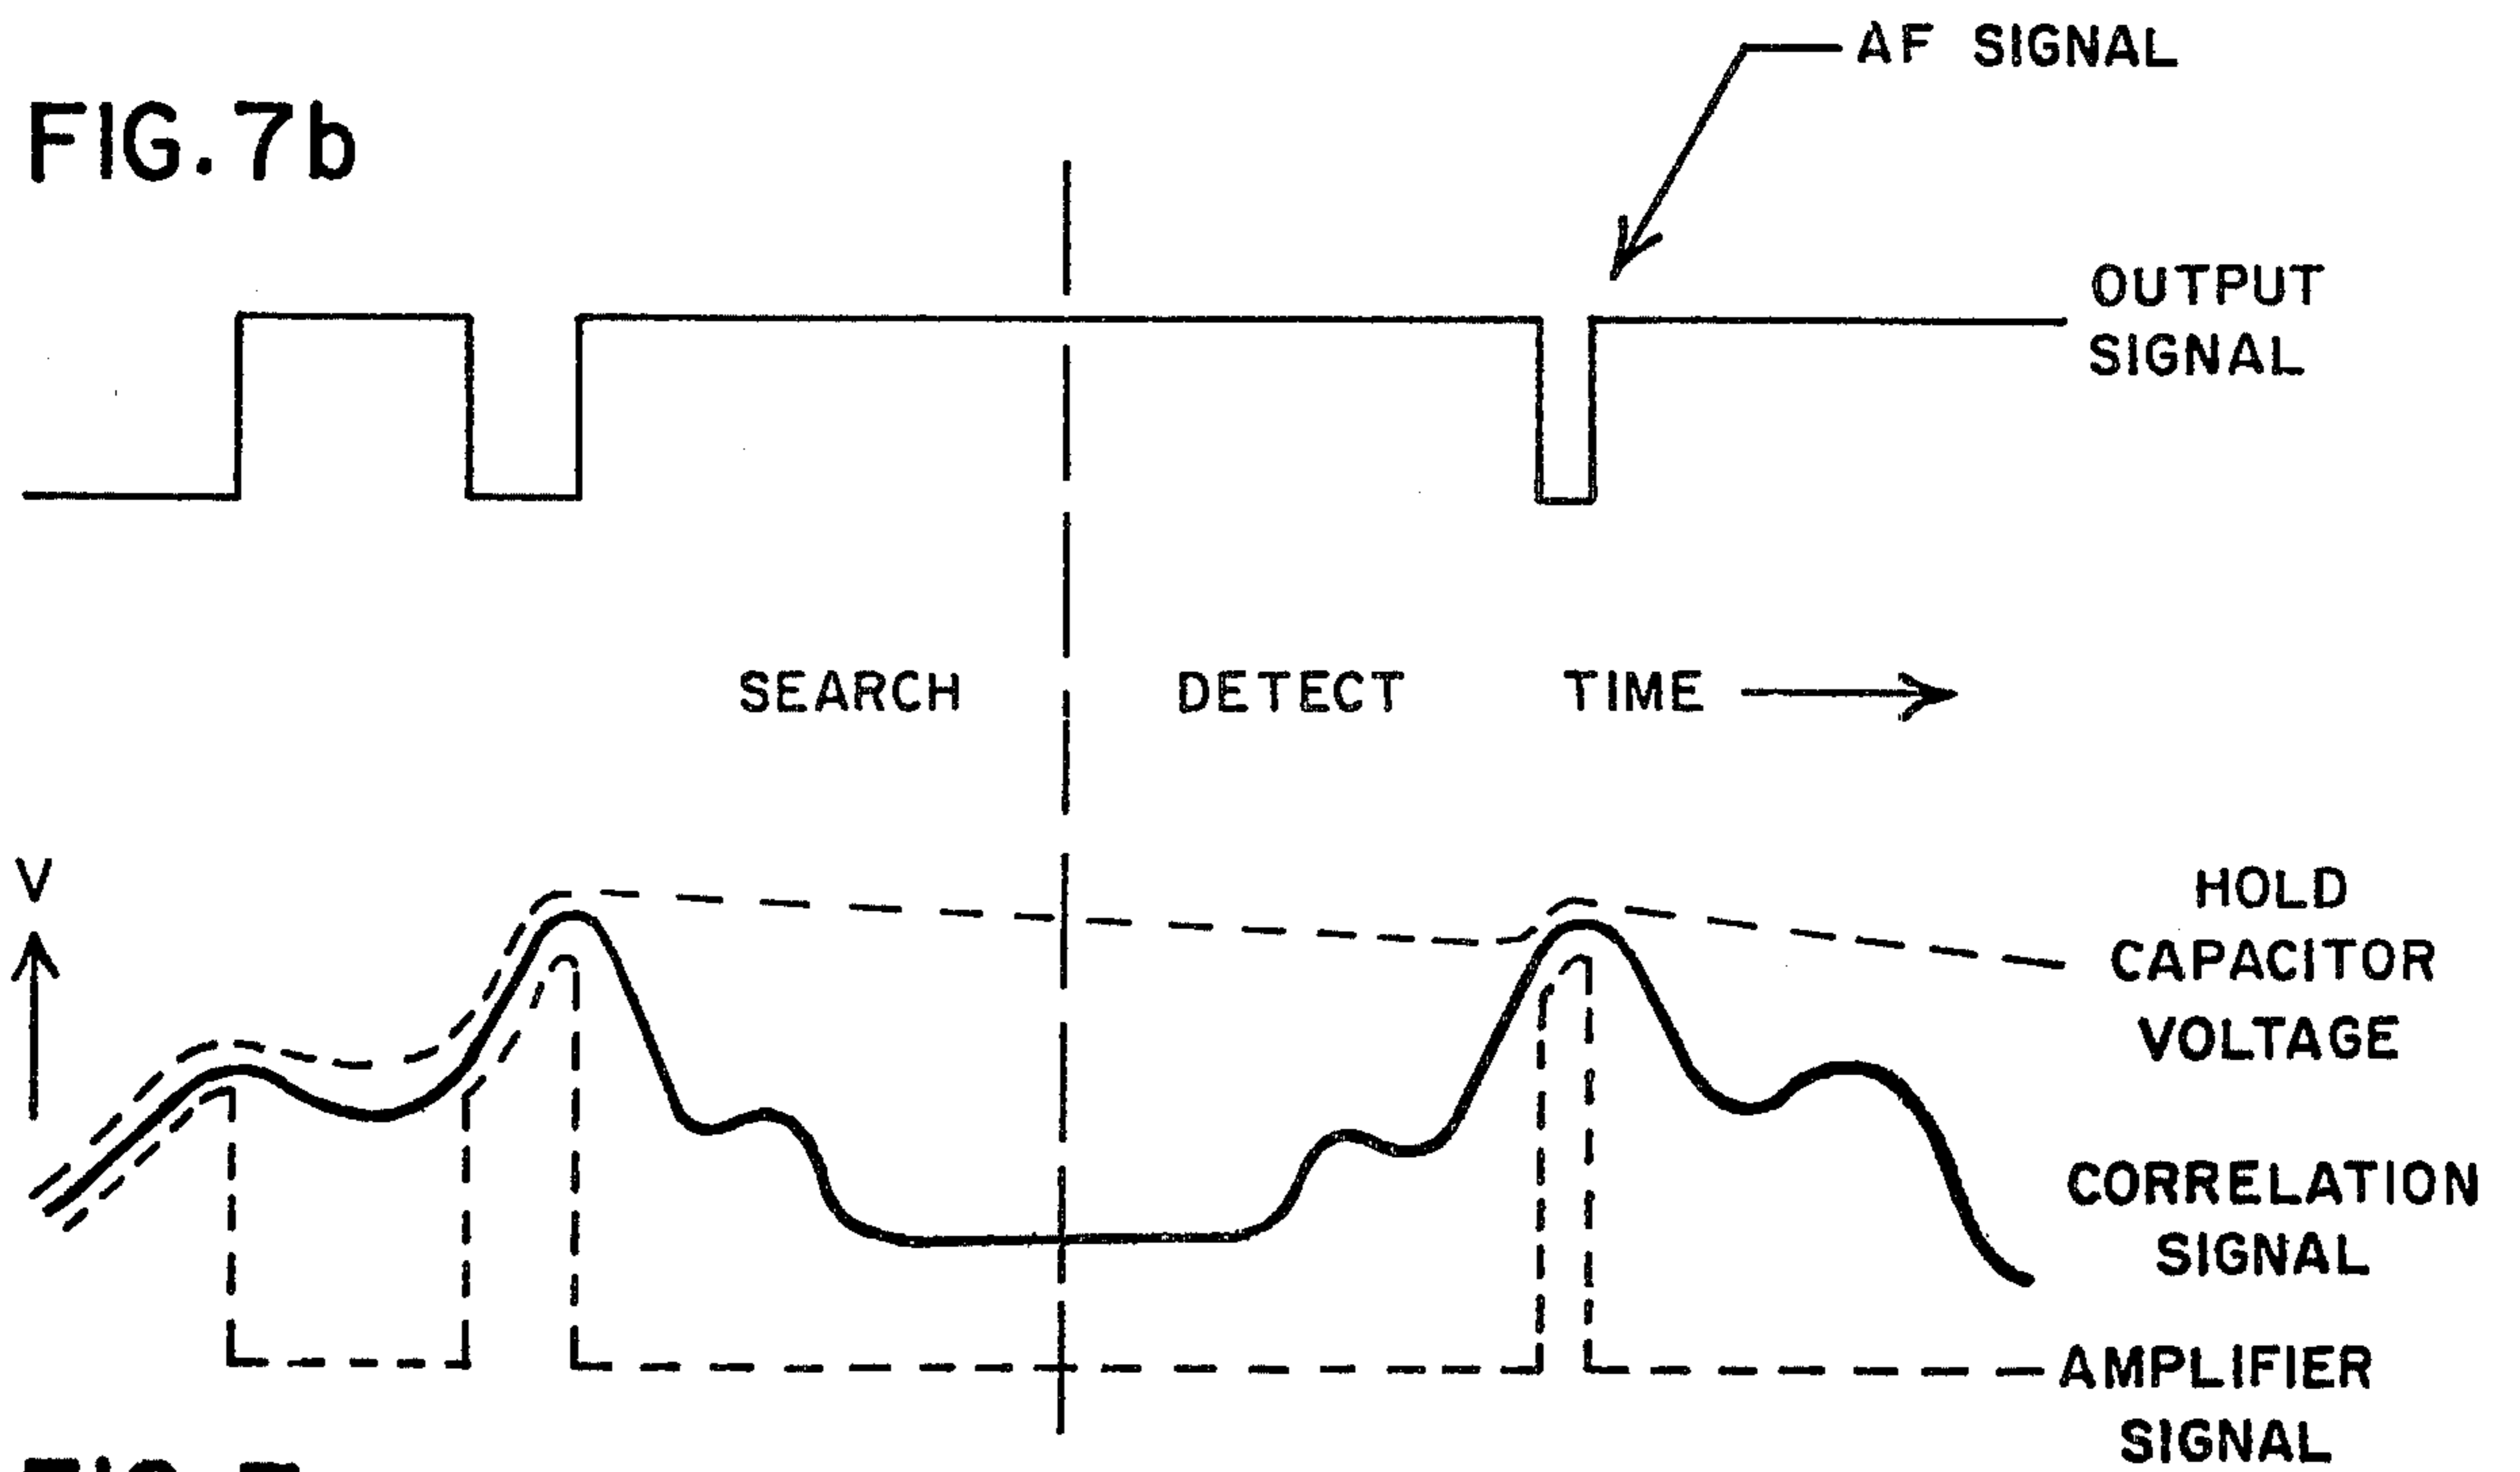 AF SIGNAL
FIG. 7b
OUTPUT
SIGNAL
SEARCH DETECT TIME
V
HOLD
CAPACITOR
VOLTAGE
CORRELATION
SIGNAL
AMPLIFIER
SIGNAL